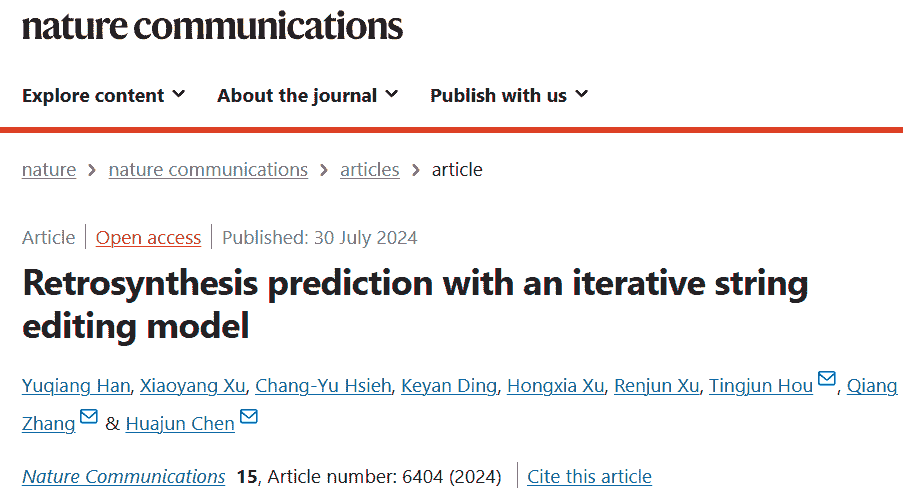 nature communications
Explore content About the journal Publish with us
nature > nature communications > articles > article
Article Open access Published: 30 July 2024
Retrosynthesis prediction with an iterative string
editing model
Yuqiang Han, Xiaoyang Xu, Chang-Yu Hsieh, Keyan Ding, Hongxia Xu, Renjun Xu, Tingjun Hou, Qiang
Zhang & Huajun Chen
Nature Communications 15, Article number: 6404 (2024) Cite this article